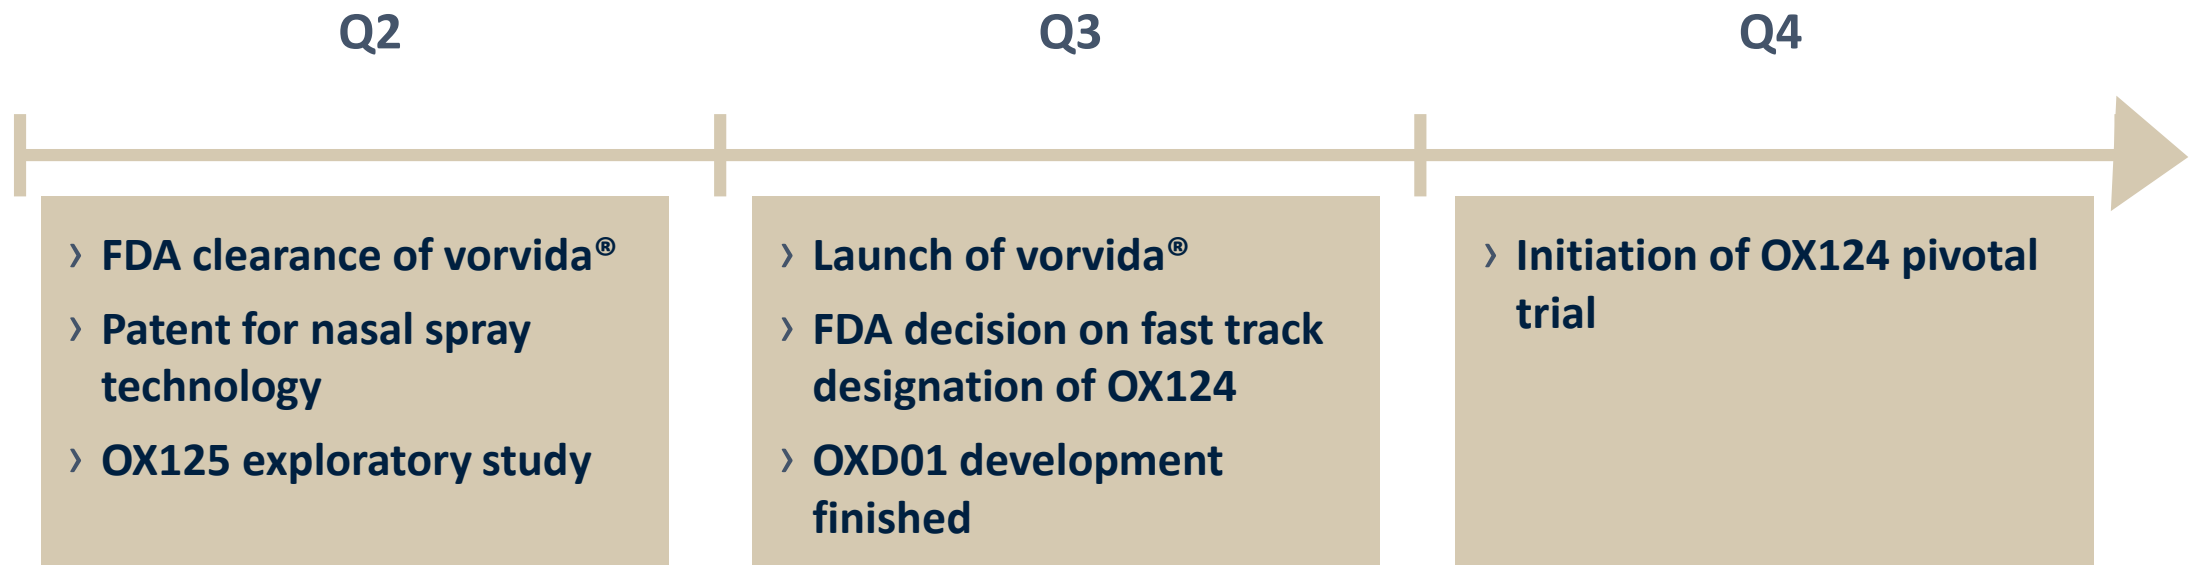 Q2
Q3
Q4
› FDA clearance of vorvida®
› Patent for nasal spray
technology
› OX125 exploratory study
› Launch of vorvida®
› FDA decision on fast track
designation of OX124
› OXD01 development
finished
› Initiation of OX124 pivotal
trial